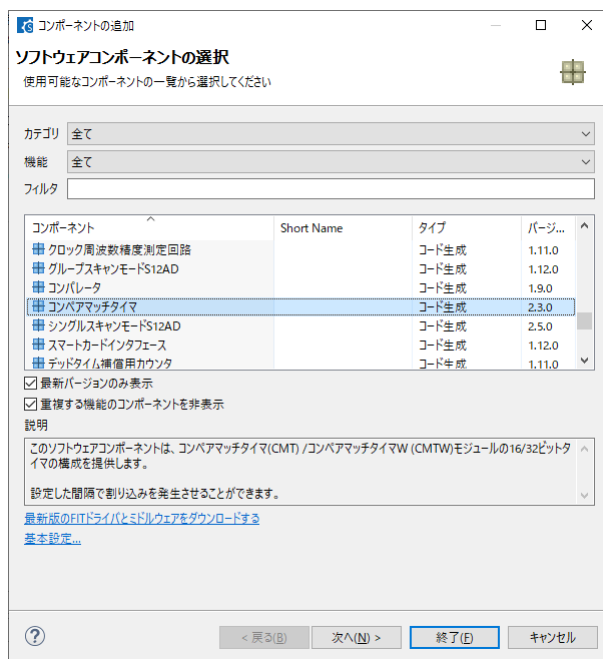 コンポーネントの追加
ソフトウェアコンポーネントの選択
使用可能なコンポーネントの一覧から選択してください
カテゴリ 全て
機能 全て
フィルタ
コンポーネント Short Name タイプ バージ...
クロック周波数精度測定回路 コード生成 1.11.0
グループスキャンモードS12AD コード生成 1.12.0
コンパレータ コード生成 1.9.0
コンペアマッチタイマ コード生成 2.3.0
シングルスキャンモードS12AD コード生成 2.5.0
スマートカードインタフェース コード生成 1.12.0
デッドタイム補償用カウンタ コード生成 1.11.0
最新バージョンのみ表示
重複する機能のコンポーネントを非表示
説明
このソフトウェアコンポーネントは、コンペアマッチタイマ(CMT) /コンペアマッチタイマW (CMTW)モジュールの16/32ビットタ
イマの構成を提供します。
設定した間隔で割り込みを発生させることができます。
最新版のFITドライバとミドルウェアをダウンロードする
基本設定...
? < 戻る(B) 次へ(N) > 終了(F) キャンセル